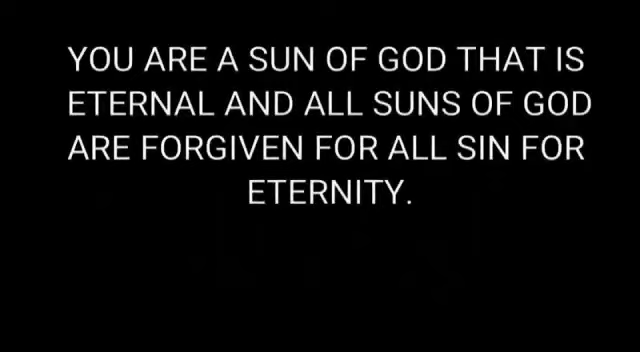 YOU ARE A SUN OF GOD THAT IS
ETERNAL AND ALL SUNS OF GOD
ARE FORGIVEN FOR ALL SIN FOR
ETERNITY.